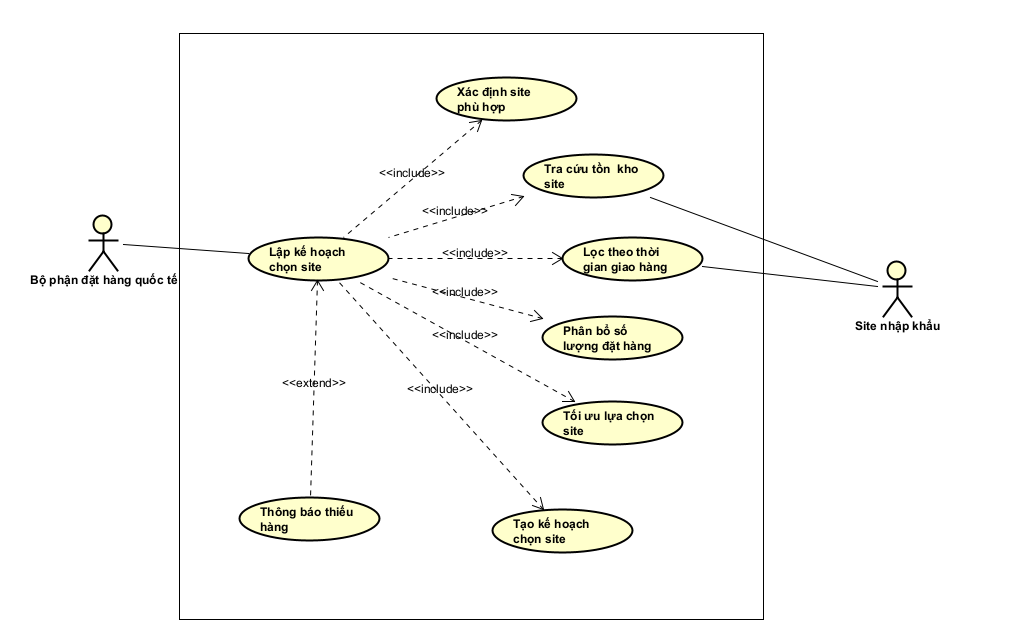 Xác định site
phù hợp
<<include>>
Tra cứu tồn kho
site
<<include>>
Bộ phận đặt hàng quốc tế
Lập kế hoạch
chọn site
<<include>>
Lọc theo thời
gian giao hàng
Site nhập khẩu
<<include>>
Phân bổ số
lượng đặt hàng
<<include>>
<<extend>>
<<include>>
Tối ưu lựa chọn
site
Thông báo thiếu
hàng
Tạo kế hoạch
chọn site